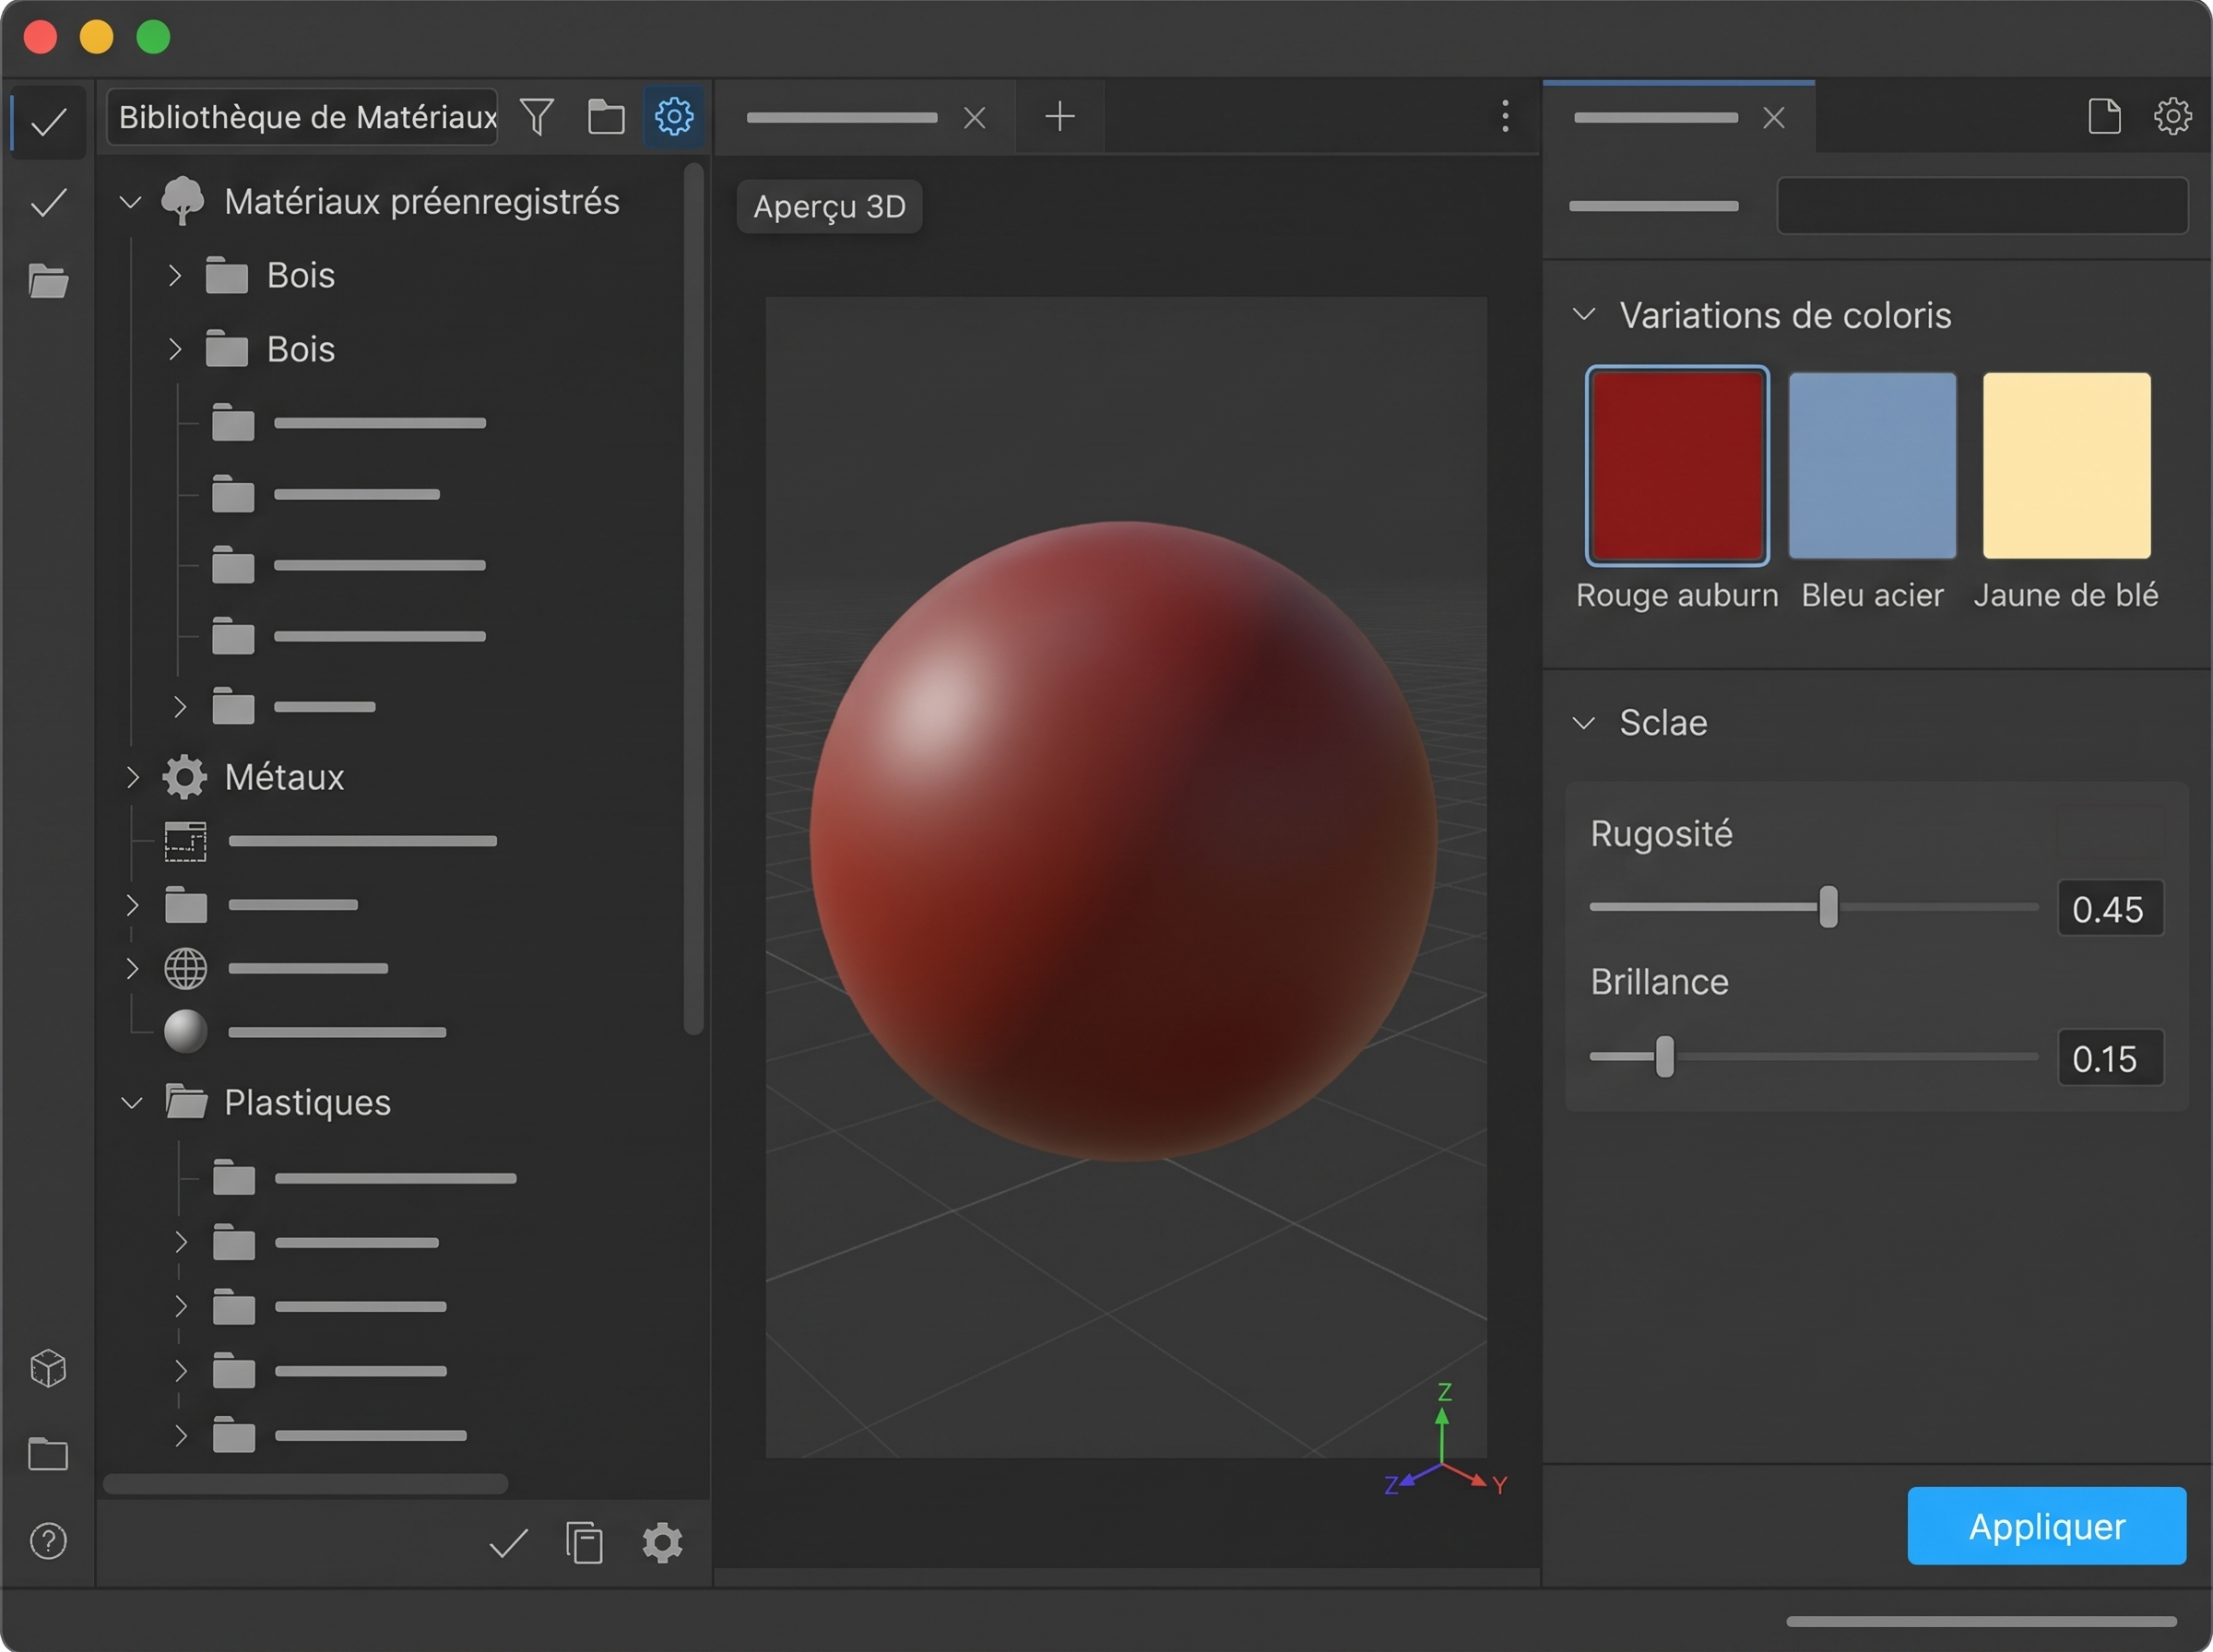 Bibliothèque de Matériaux
Matériaux préenregistrés
Bois
Bois
Métaux
Plastiques
Aperçu 3D
Z
Z
Y
Variations de coloris
Rouge auburn
Bleu acier
Jaune de blé
Sclae
Rugosité
0.45
Brillance
0.15
Appliquer
?